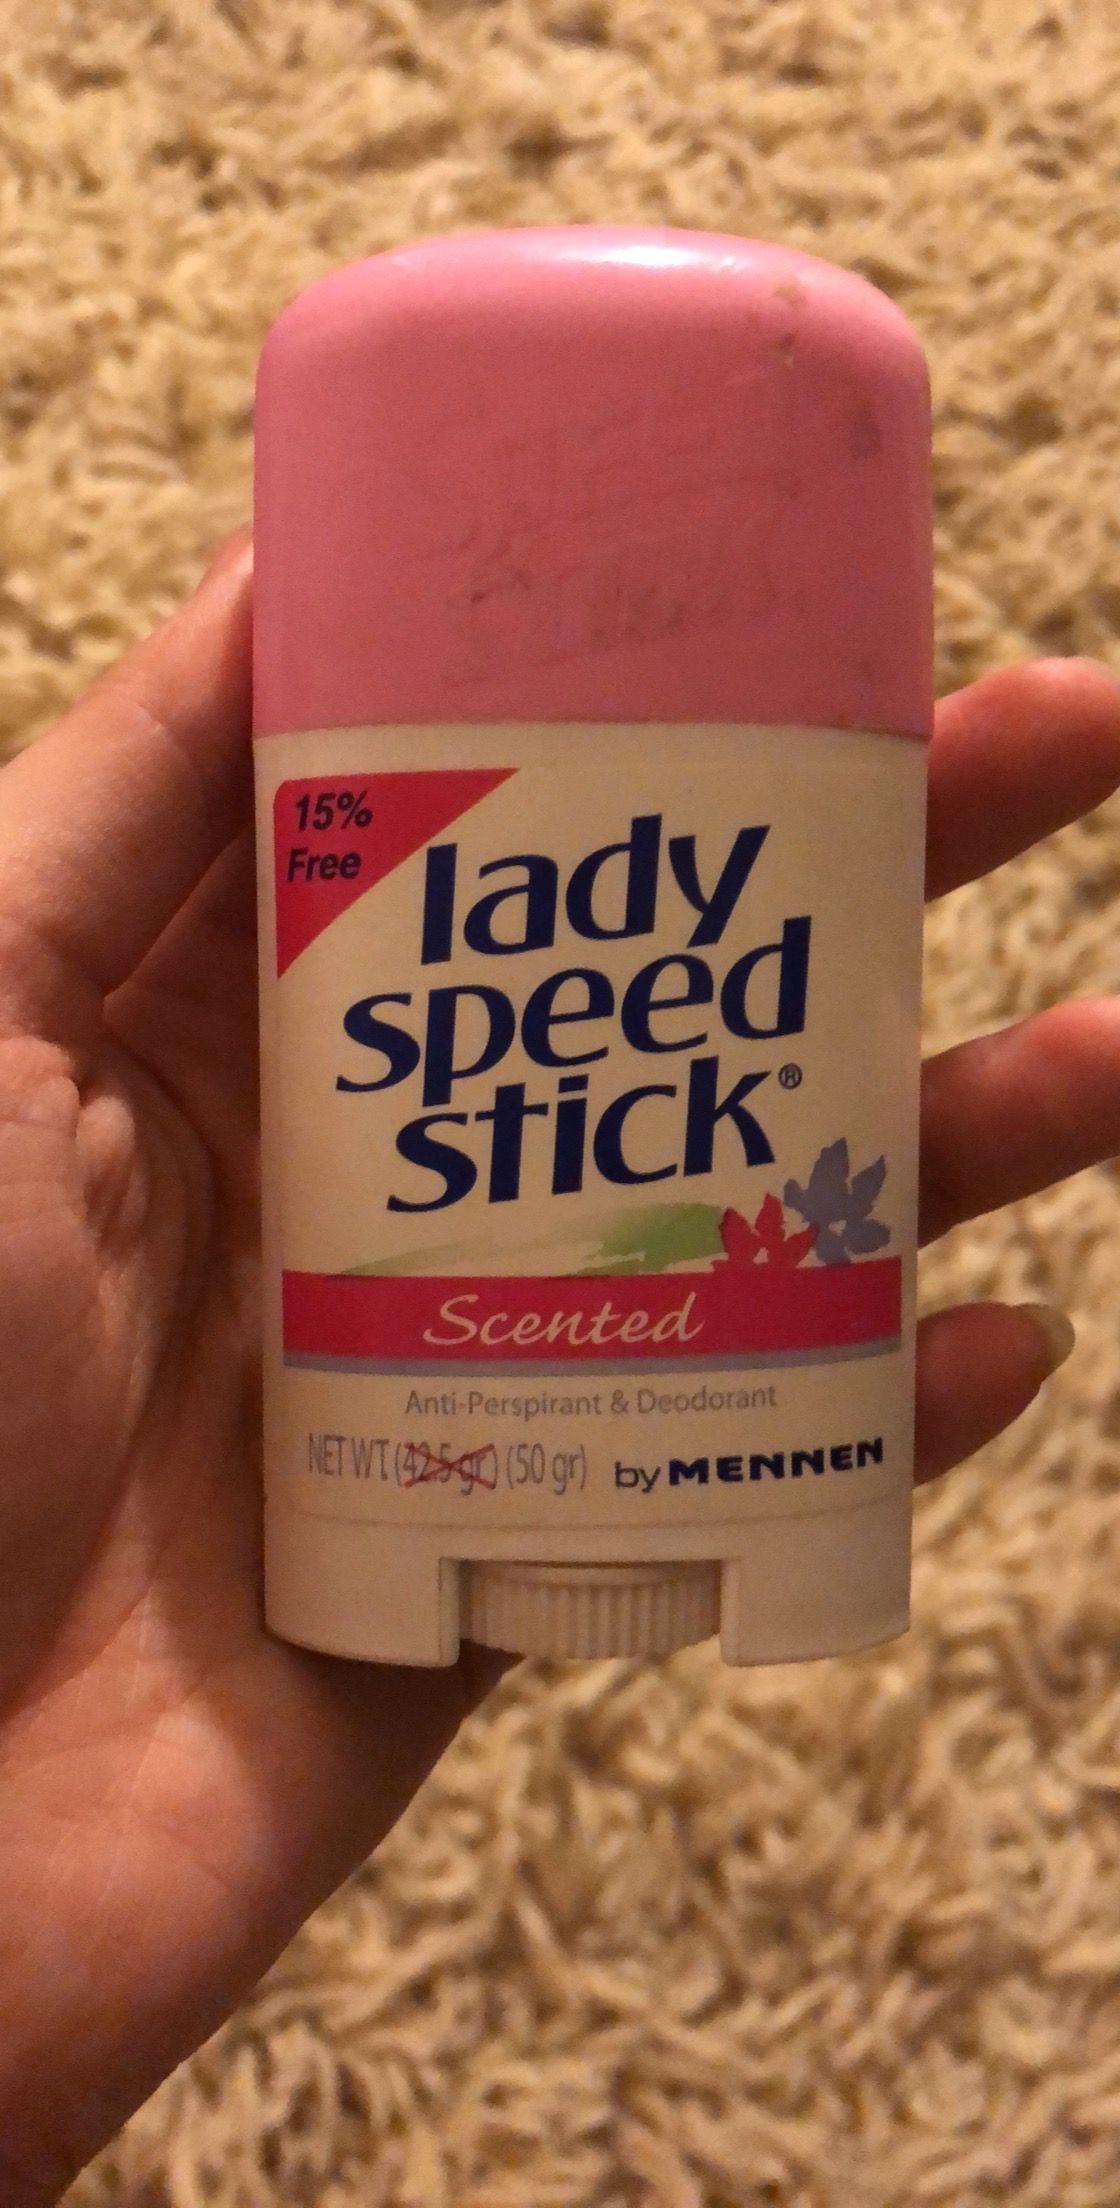 15%
Free
lady
speed
stick®
Scented
Anti-Perspirant & Deodorant
NET WT (42.5 gr) (50 gr) by MENNEN